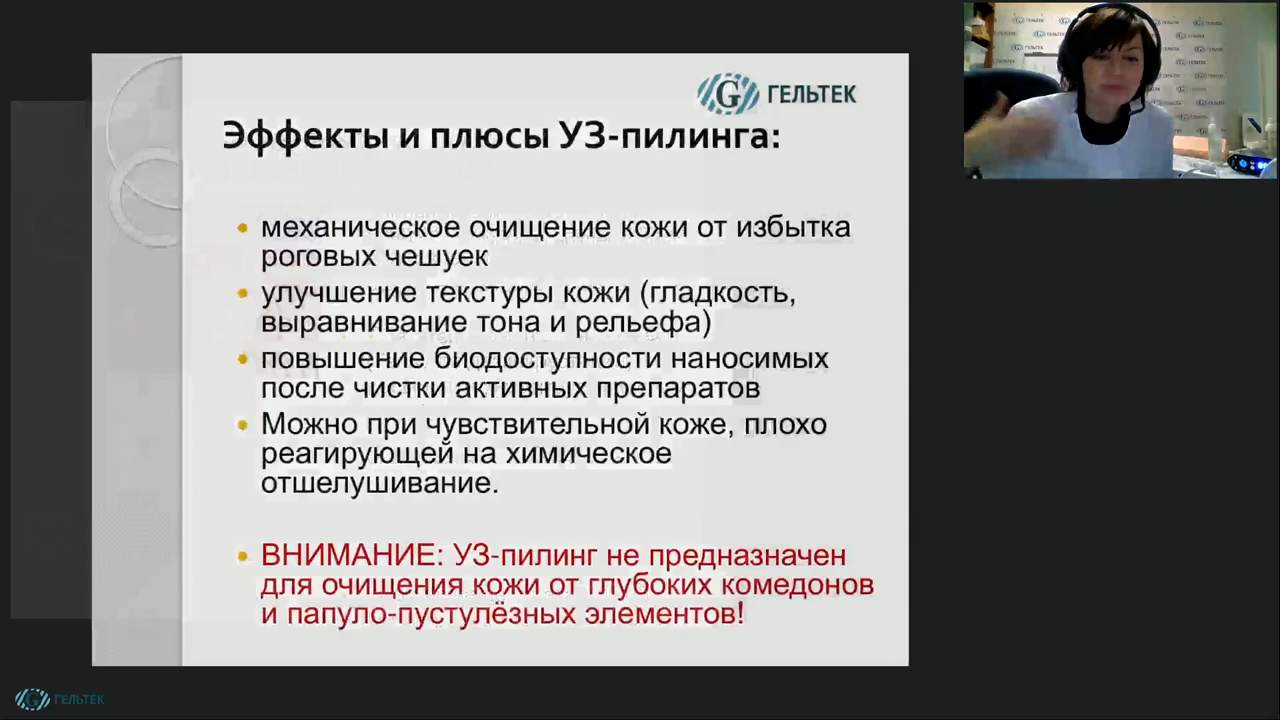 ГЕЛЬТЕК
Эффекты и плюсы УЗ-пилинга:
• механическое очищение кожи от избытка
роговых чешуек
• улучшение текстуры кожи (гладкость,
выравнивание тона и рельефа)
• повышение биодоступности наносимых
после чистки активных препаратов
• Можно при чувствительной коже, плохо
реагирующей на химическое
отшелушивание.
• ВНИМАНИЕ: УЗ-пилинг не предназначен
для очищения кожи от глубоких комедонов
и папуло-пустулёзных элементов!
ГЕЛЬТЕК